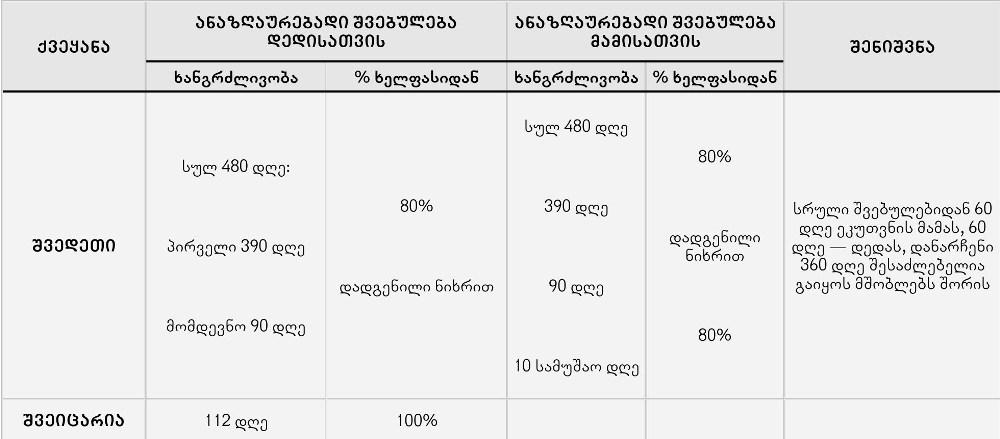 ქვეყანა
ანაზღაურებადი შვებულება
დედისათვის
ანაზღაურებადი შვებულება
მამისათვის
შენიშვნა
ხანგრძლივობა
% ხელფასიდან
ხანგრძლივობა
% ხელფასიდან
შვედეთი
სულ 480 დღე:
პირველი 390 დღე
მომდევნო 90 დღე
80%
დადგენილი ნიხრით
სულ 480 დღე
390 დღე
90 დღე
10 სამუშაო დღე
80%
დადგენილი
ნიხრით
80%
სრული შვებულებიდან 60
დღე ეკუთვნის მამას, 60
დღე — დედას, დანარჩენი
360 დღე შესაძლებელია
გაიყოს მშობლებს შორის
შვეიცარია
112 დღე
100%